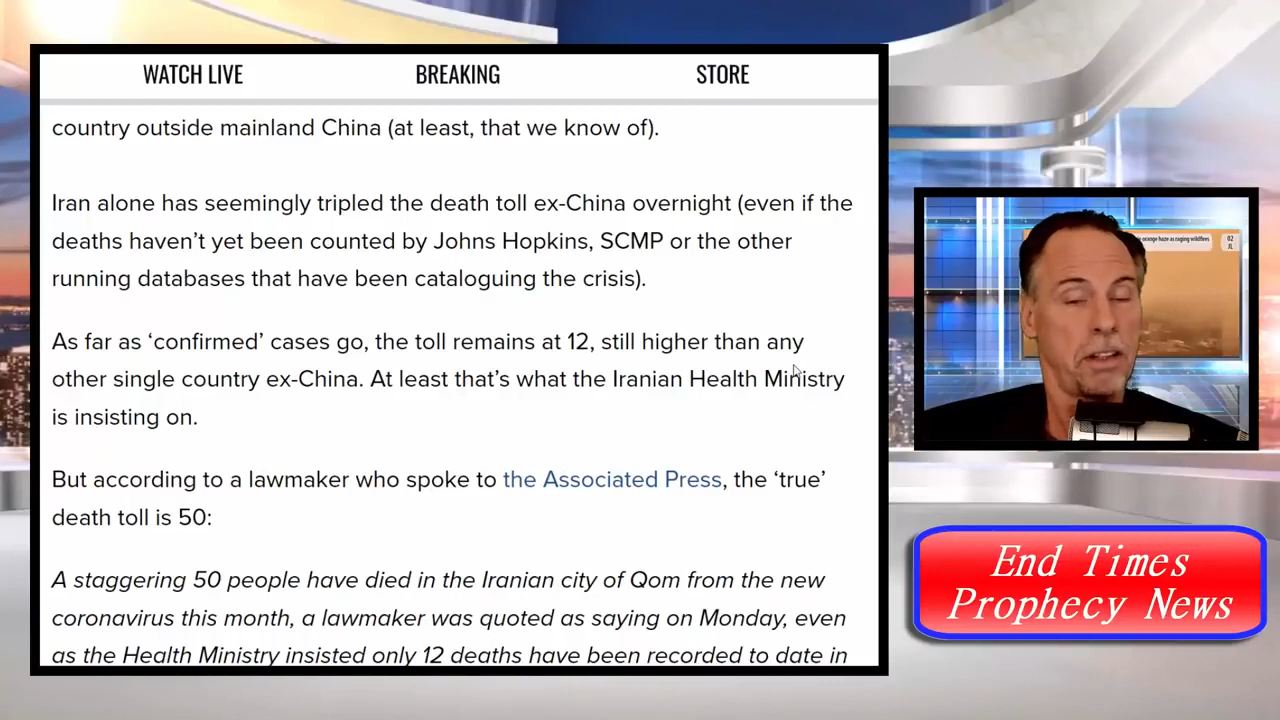 WATCH LIVE
BREAKING
STORE
country outside mainland China (at least, that we know of).
Iran alone has seemingly tripled the death toll ex-China overnight (even if the
deaths haven’t yet been counted by Johns Hopkins, SCMP or the other
running databases that have been cataloguing the crisis).
As far as ‘confirmed’ cases go, the toll remains at 12, still higher than any
other single country ex-China. At least that’s what the Iranian Health Ministry
is insisting on.
But according to a lawmaker who spoke to the Associated Press, the ‘true’
death toll is 50:
A staggering 50 people have died in the Iranian city of Qom from the new
coronavirus this month, a lawmaker was quoted as saying on Monday, even
as the Health Ministry insisted only 12 deaths have been recorded to date in
orange haze as raging wildfires
02
End Times
Prophecy News